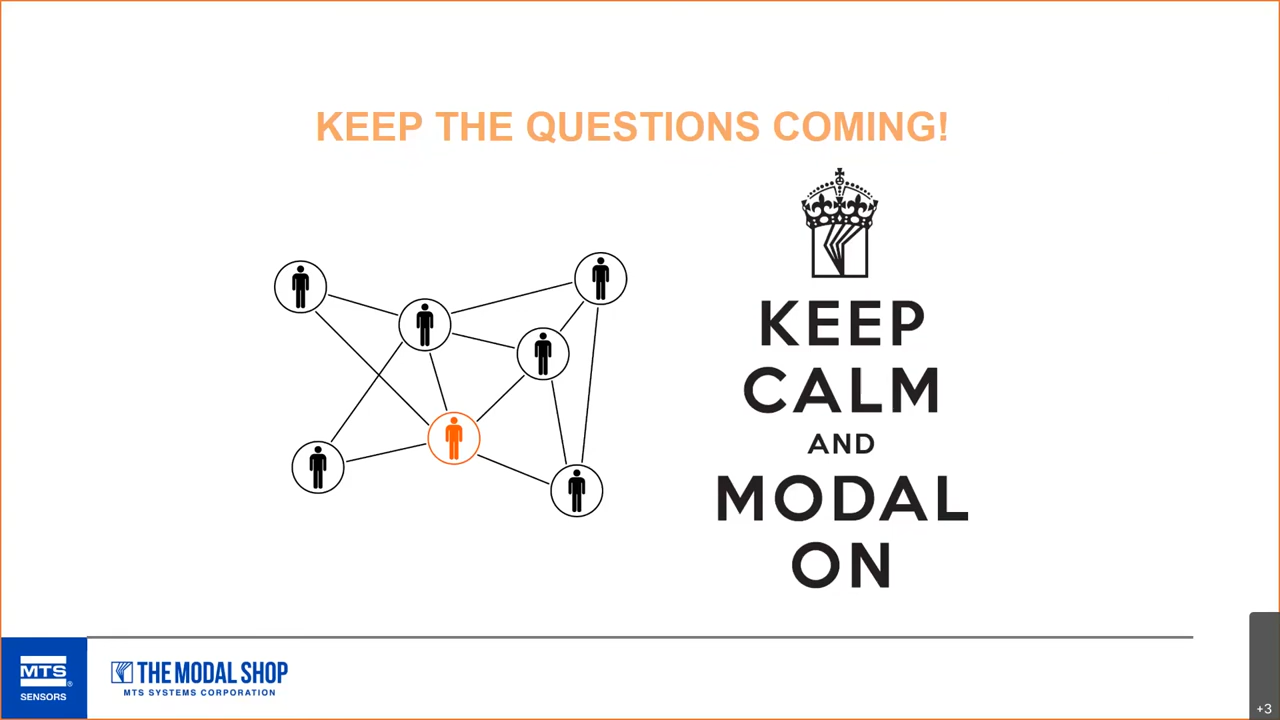 KEEP THE QUESTIONS COMING!
KEEP
CALM
AND
MODAL
ON
MTS®
SENSORS
THE MODAL SHOP
MTS SYSTEMS CORPORATION
+3